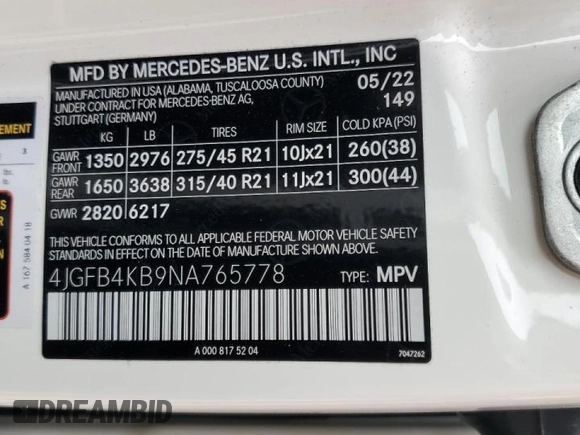 MFD BY MERCEDES-BENZ U.S. INTL., INC
MANUFACTURED IN USA (ALABAMA, TUSCALOOSA COUNTY)
UNDER CONTRACT FOR MERCEDES-BENZ AG,
STUTTGART (GERMANY)
05/22
149
KG LB TIRES RIM SIZE COLD KPA (PSI)
GAWR FRONT 1350 2976 275/45 R21 10Jx21 260(38)
GAWR REAR 1650 3638 315/40 R21 11Jx21 300(44)
GVWR 2820 6217
THIS VEHICLE CONFORMS TO ALL APPLICABLE FEDERAL MOTOR VEHICLE SAFETY
STANDARDS IN EFFECT ON THE DATE OF MANUFACTURE SHOWN ABOVE.
4JGFB4KB9NA765778 TYPE: MPV
A 000 817 52 04
7047262
A 167 584 04 18
DREAMBID